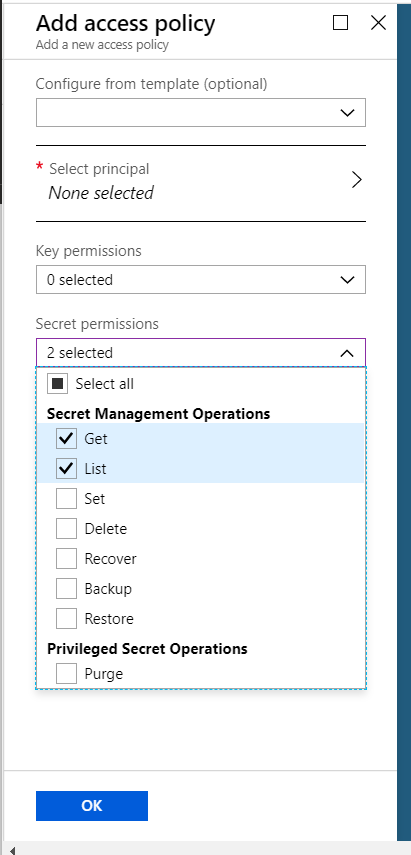 Add access policy
Add a new access policy
Configure from template (optional)
* Select principal
None selected
Key permissions
0 selected
Secret permissions
2 selected
Select all
Secret Management Operations
Get
List
Set
Delete
Recover
Backup
Restore
Privileged Secret Operations
Purge
OK